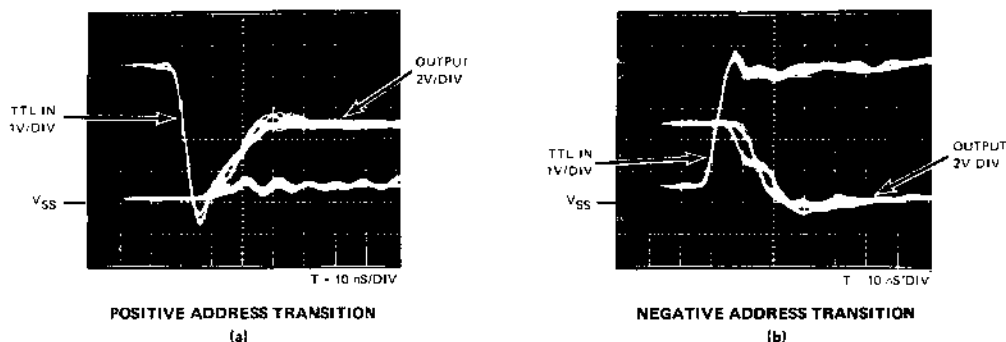 OUTPUT
2V/DIV
TTL IN
1V/DIV
VSS
T - 10 nS/DIV
POSITIVE ADDRESS TRANSITION
(a)
TTL IN
1V/DIV
VSS
OUTPUT
2V DIV
T 10 nS/DIV
NEGATIVE ADDRESS TRANSITION
(b)